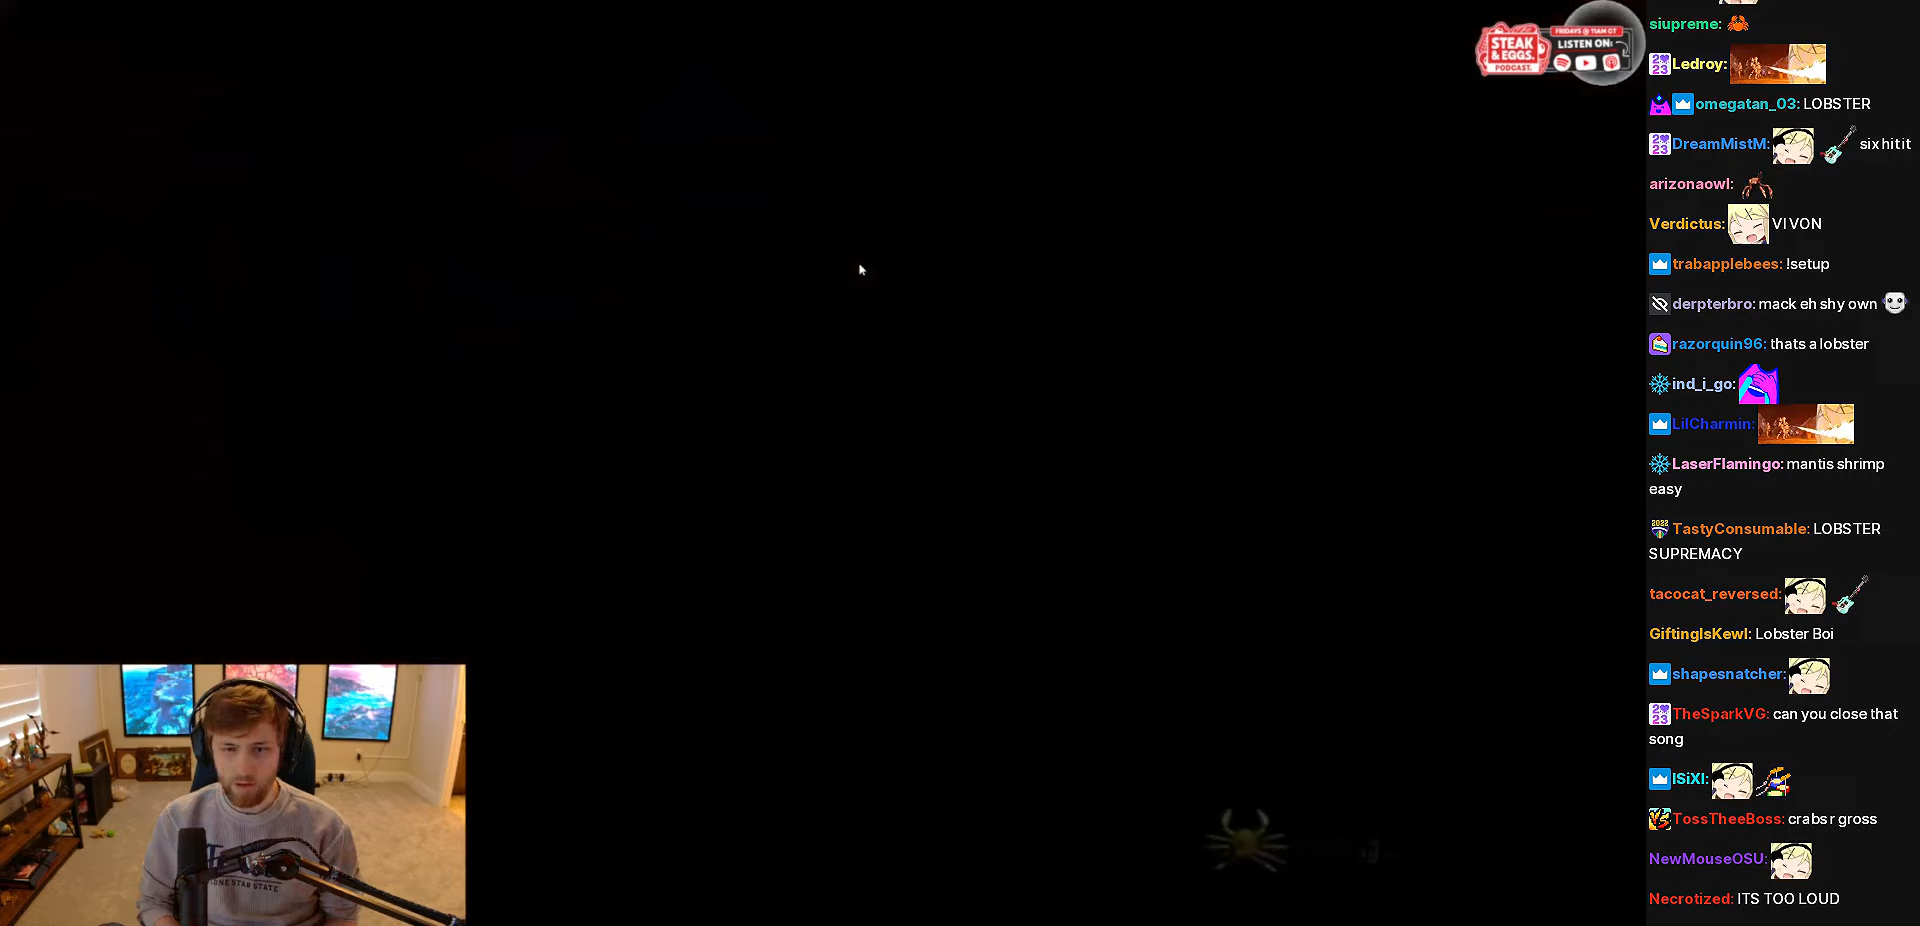 STEAK
& EGGS.
PODCAST.
FRIDAYS @ 11AM CT
LISTEN ON:
siupreme:
Ledroy:
omegatan_03: LOBSTER
DreamMistM: six hit it
arizonaowl:
Verdictus: VIVON
trabapplebees: !setup
derpterbro: mack eh shy own
razorquin96: thats a lobster
ind_i_go:
LilCharmin:
LaserFlamingo: mantis shrimp
easy
TastyConsumable: LOBSTER
SUPREMACY
tacocat_reversed:
GiftingIsKewl: Lobster Boi
shapesnatcher:
TheSparkVG: can you close that
song
ISiXI:
TossTheeBoss: crabs r gross
NewMouseOSU:
Necrotized: ITS TOO LOUD
LONE STAR STATE